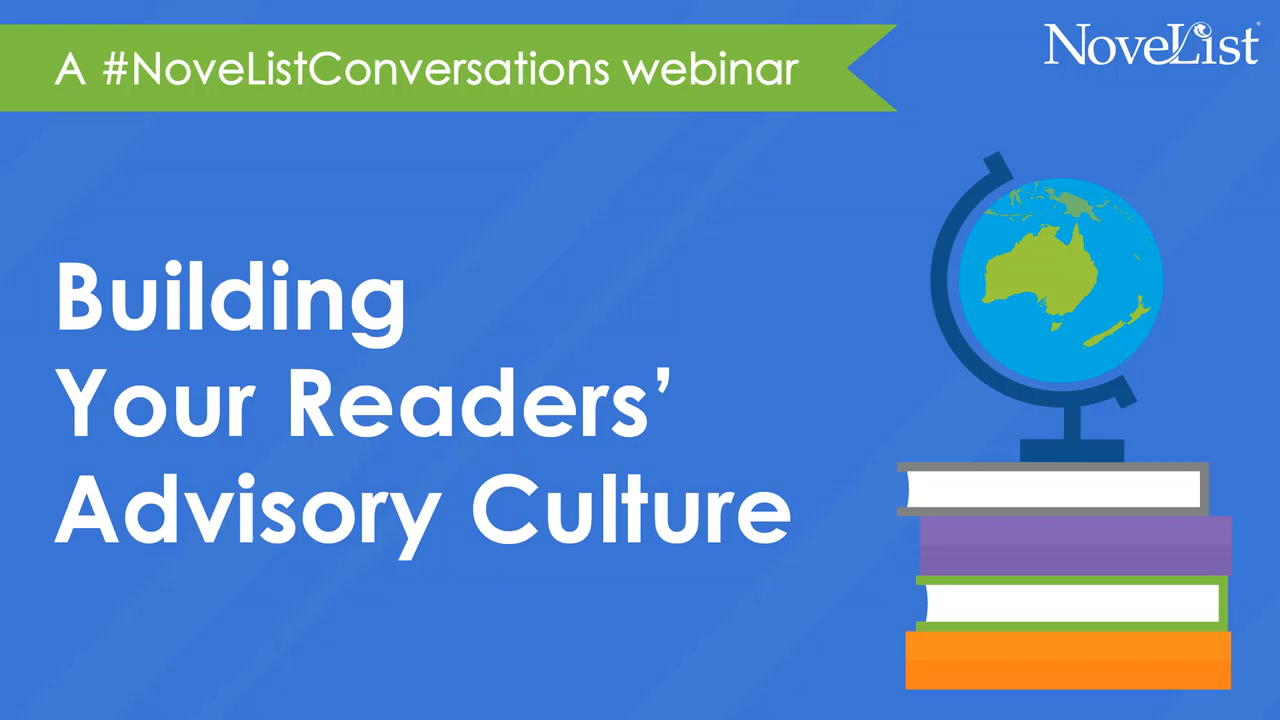 A #NoveListConversations webinar
NoveList®
Building
Your Readers’
Advisory Culture